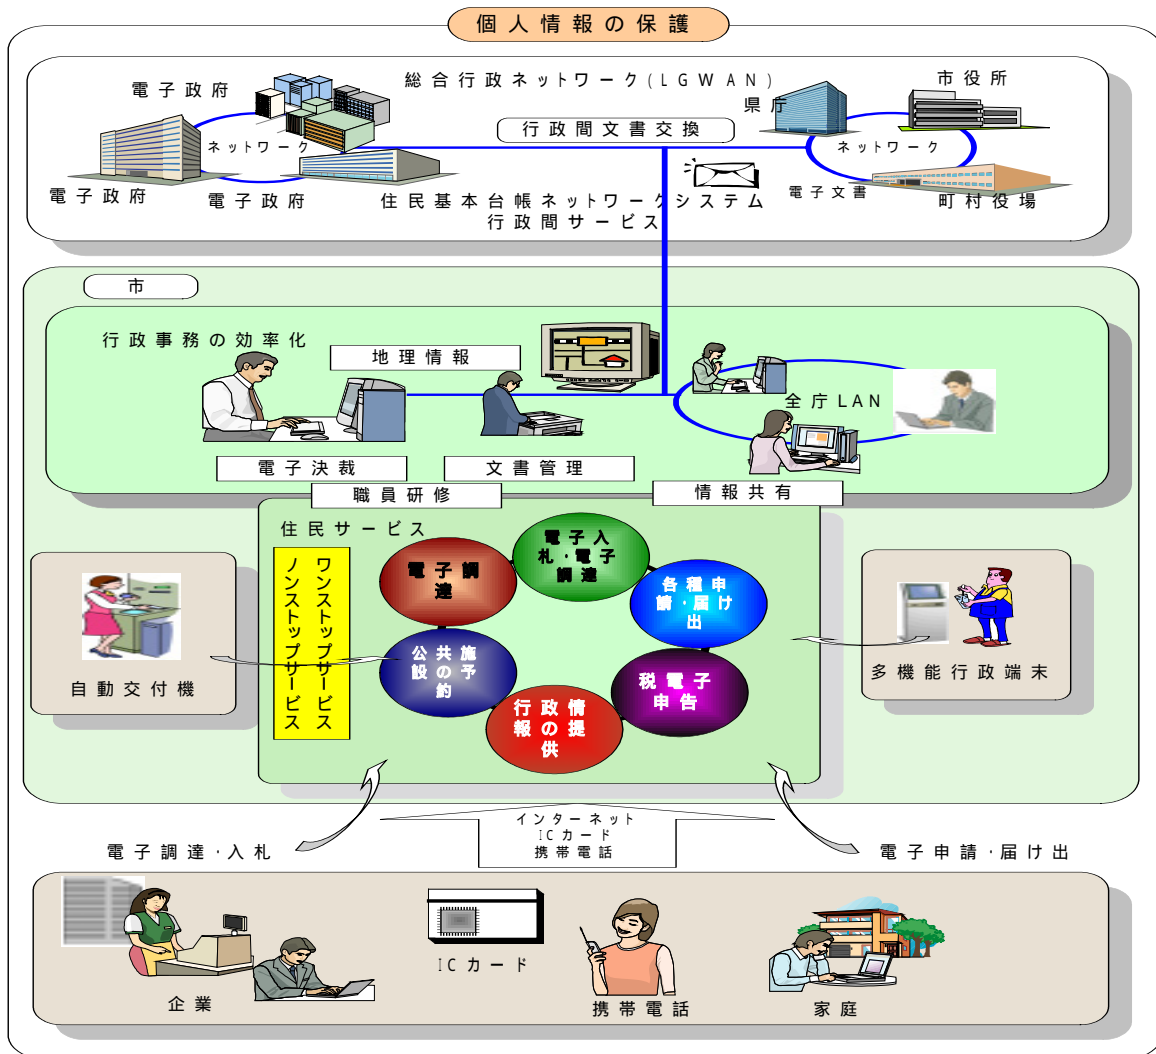 個人情報の保護
総合行政ネットワーク(LGWAN)
電子政府
市役所
県庁
行政間文書交換
ネットワーク
ネットワーク
電子政府
電子政府
住民基本台帳ネットワークシステム
行政間サービス
電子文書
町村役場
市
行政事務の効率化
地理情報
全庁LAN
電子決裁
文書管理
職員研修
情報共有
住民サービス
ワンストップサービス
ノンストップサービス
電子調
達
電子入
札・電子
調達
各種申
請・届け
出
公共施
設の予
約
税電子
申告
行政情
報の提
供
自動交付機
多機能行政端末
インターネット
ICカード
携帯電話
電子調達・入札
電子申請・届け出
企業
ICカード
携帯電話
家庭